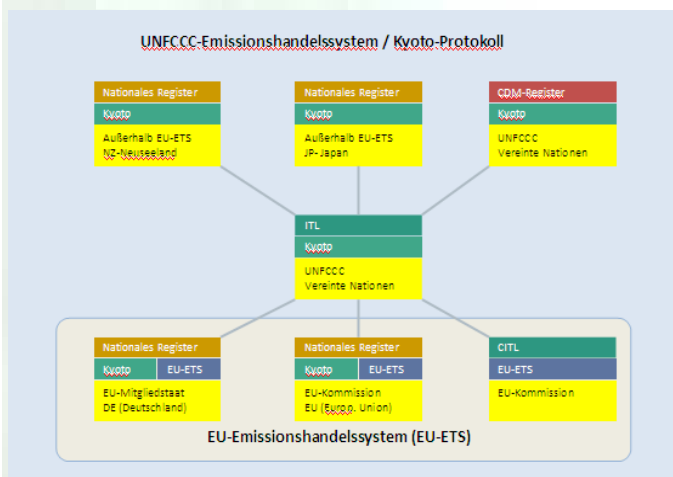 UNFCCC-Emissionshandelssystem / Kyoto-Protokoll
Nationales Register
Kyoto
Außerhalb EU-ETS
NZ-Neuseeland
Nationales Register
Kyoto
Außerhalb EU-ETS
JP-Japan
CDM-Register
Kyoto
UNFCCC
Vereinte Nationen
ITL
Kyoto
UNFCCC
Vereinte Nationen
Nationales Register
Kyoto EU-ETS
EU-Mitgliedstaat
DE (Deutschland)
Nationales Register
Kyoto EU-ETS
EU-Kommission
EU (Europ. Union)
CITL
EU-ETS
EU-Kommission
EU-Emissionshandelssystem (EU-ETS)